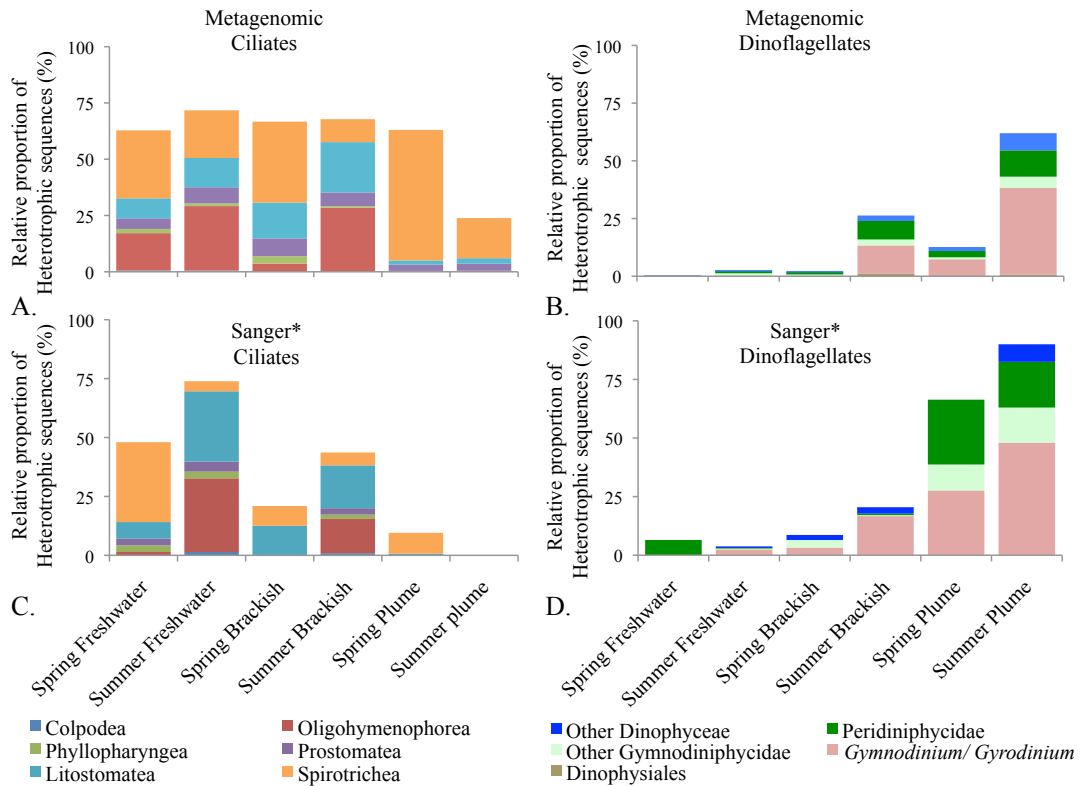 Metagenomic
Ciliates
Relative proportion of
Heterotrophic sequences (%)
100
75
50
25
0
A.
Metagenomic
Dinoflagellates
Relative proportion of
Heterotrophic sequences (%)
100
75
50
25
0
B.
Sanger*
Ciliates
Relative proportion of
Heterotrophic sequences (%)
100
75
50
25
0
C.
Spring Freshwater
Summer Freshwater
Spring Brackish
Summer Brackish
Spring Plume
Summer plume
Sanger*
Dinoflagellates
Relative proportion of
Heterotrophic sequences (%)
100
75
50
25
0
D.
Spring Freshwater
Summer Freshwater
Spring Brackish
Summer Brackish
Spring Plume
Summer Plume
Colpodea
Oligohymenophorea
Phyllopharyngea
Prostomatea
Litostomatea
Spirotrichea
Other Dinophyceae
Peridiniphycidae
Other Gymnodiniphycidae
Gymnodinium/ Gyrodinium
Dinophysiales